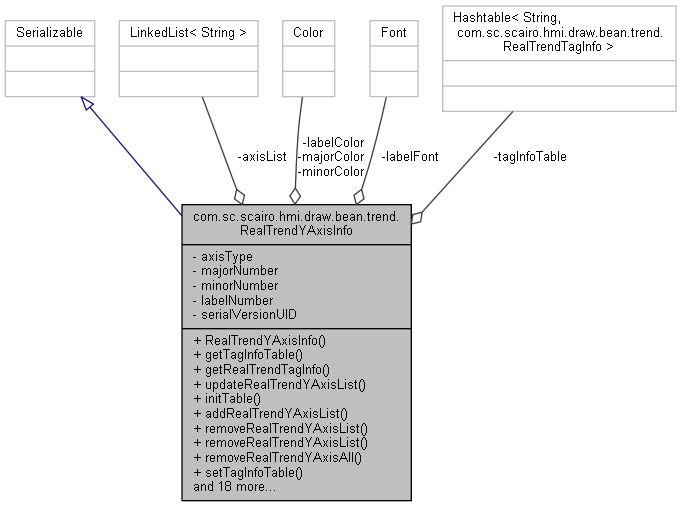 Serializable
LinkedList< String >
Color
Font
Hashtable< String,
com.sc.scairo.hmi.draw.bean.trend.
RealTrendTagInfo >
-axisList
-labelColor
-majorColor
-minorColor
-labelFont
-tagInfoTable
com.sc.scairo.hmi.draw.bean.trend.
RealTrendYAxisInfo
- axisType
- majorNumber
- minorNumber
- labelNumber
- serialVersionUID
+ RealTrendYAxisInfo()
+ getTagInfoTable()
+ getRealTrendTagInfo()
+ updateRealTrendYAxisList()
+ initTable()
+ addRealTrendYAxisList()
+ removeRealTrendYAxisList()
+ removeRealTrendYAxisList()
+ removeRealTrendYAxisAll()
+ setTagInfoTable()
and 18 more...